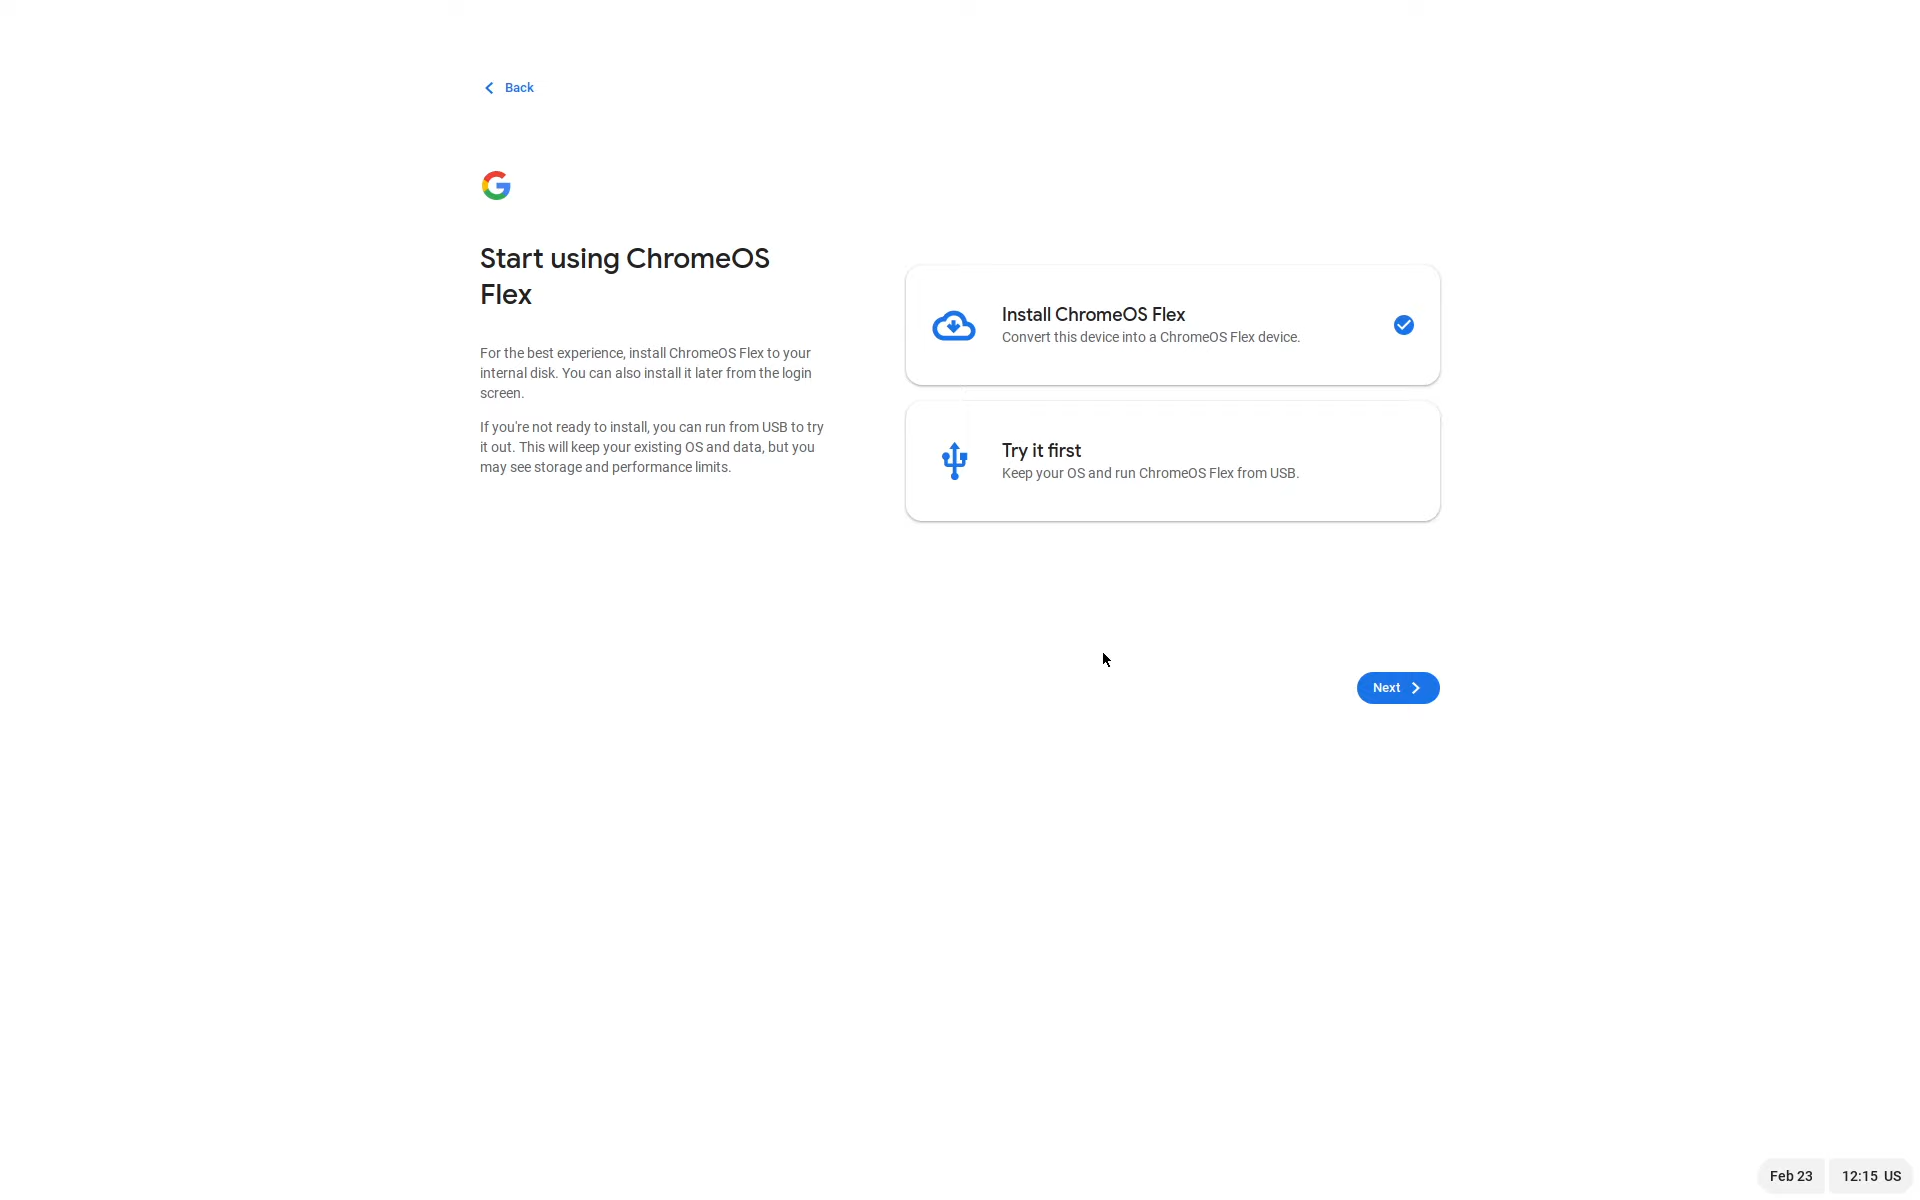 Back
Start using ChromeOS
Flex
For the best experience, install ChromeOS Flex to your
internal disk. You can also install it later from the login
screen.
If you're not ready to install, you can run from USB to try
it out. This will keep your existing OS and data, but you
may see storage and performance limits.
Install ChromeOS Flex
Convert this device into a ChromeOS Flex device.
Try it first
Keep your OS and run ChromeOS Flex from USB.
Next
Feb 23
12:15 US